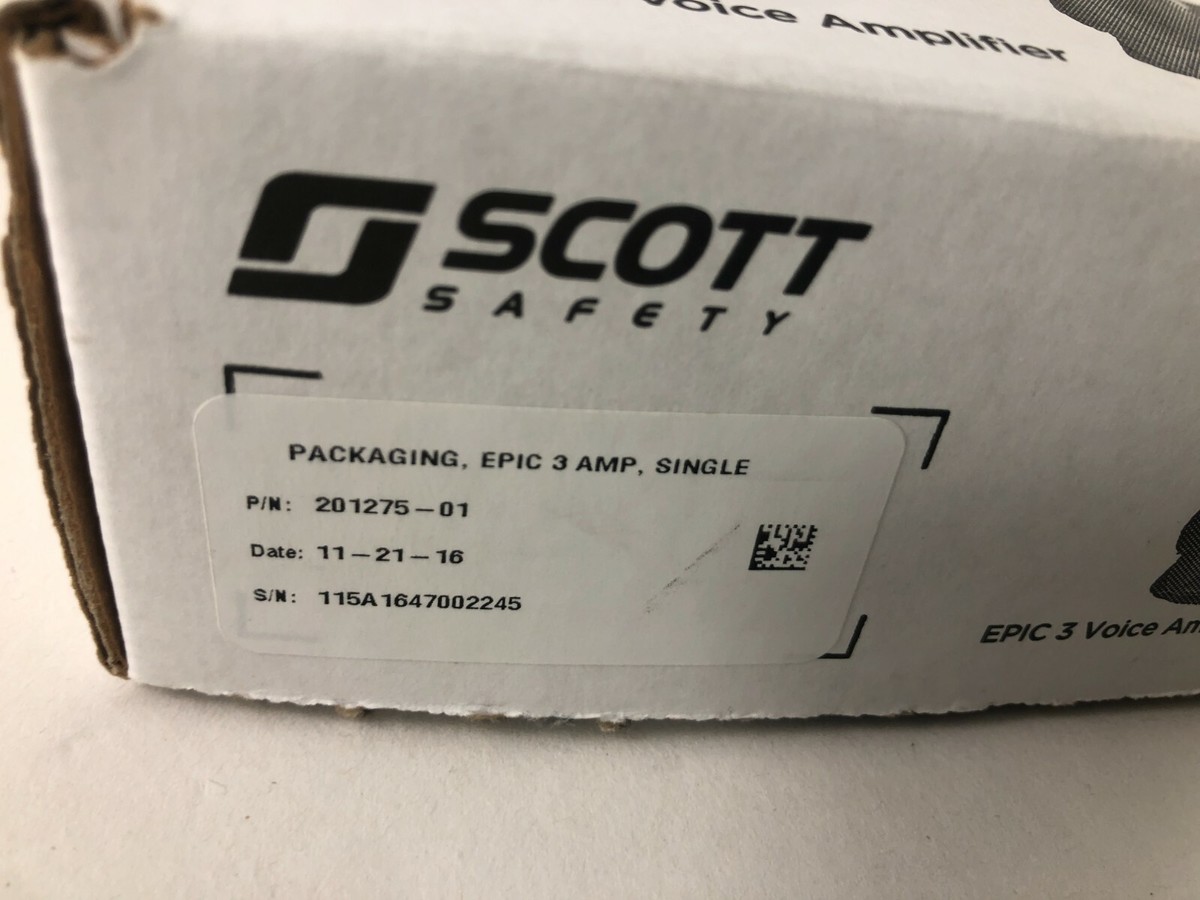 Voice Amplifier
SCOTT
SAFETY
PACKAGING, EPIC 3 AMP, SINGLE
P/N: 201275-01
Date: 11-21-16
S/N: 115A1647002245
EPIC 3 Voice Am